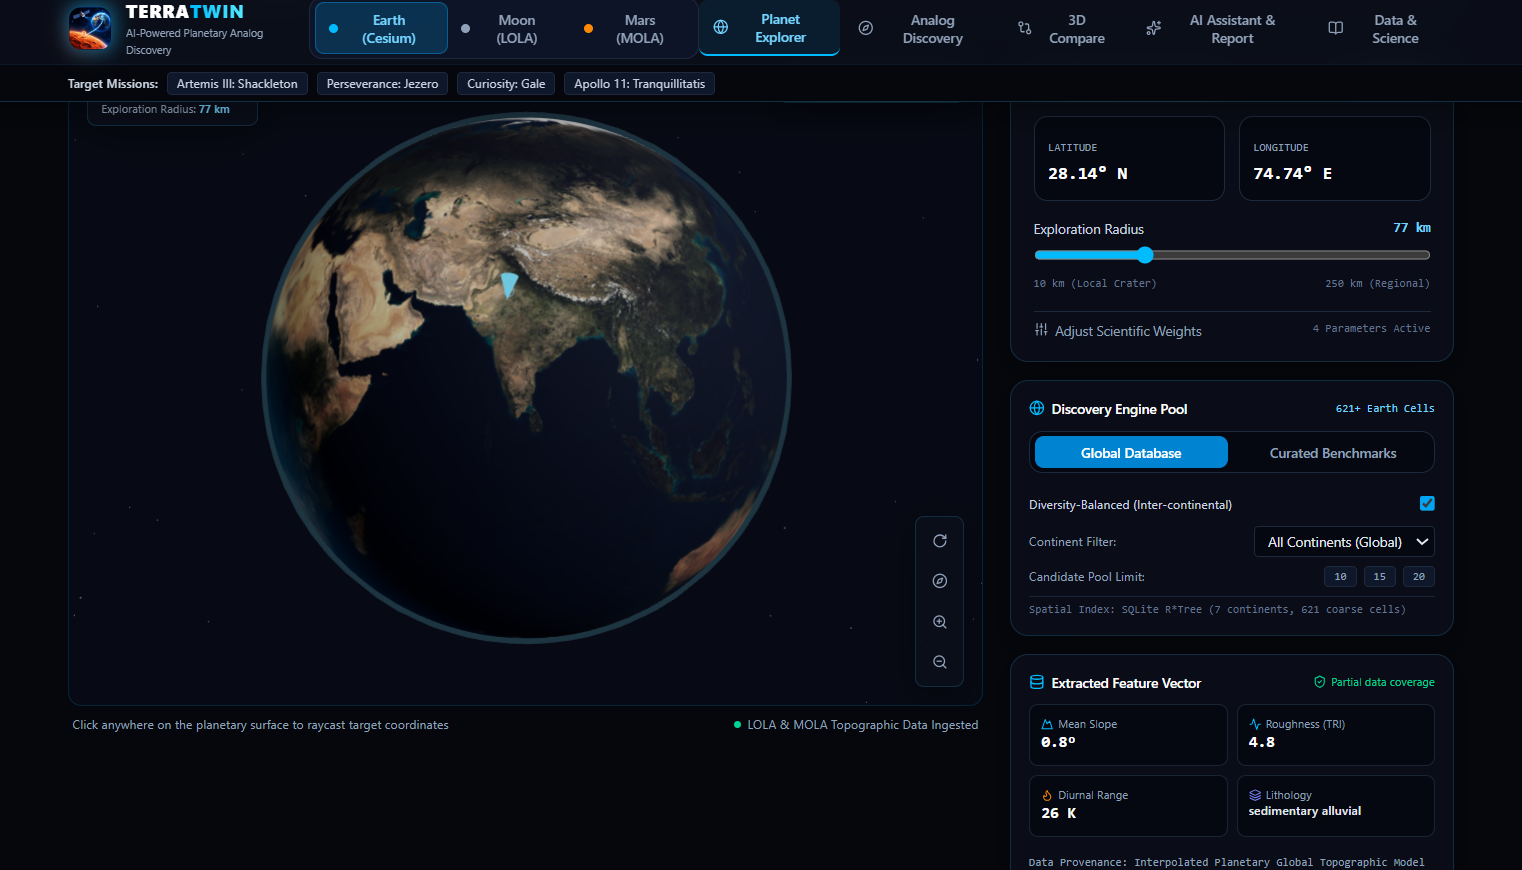 TERRATWIN
AI-Powered Planetary Analog
Discovery
Earth
(Cesium)
Moon
(LOLA)
Mars
(MOLA)
Planet
Explorer
Analog
Discovery
3D
Compare
AI Assistant &
Report
Data &
Science
Target Missions:
Artemis III: Shackleton
Perseverance: Jezero
Curiosity: Gale
Apollo 11: Tranquillitatis
Exploration Radius: 77 km
Click anywhere on the planetary surface to raycast target coordinates
LOLA & MOLA Topographic Data Ingested
LATITUDE
28.14° N
LONGITUDE
74.74° E
Exploration Radius
77 km
10 km (Local Crater)
250 km (Regional)
Adjust Scientific Weights
4 Parameters Active
Discovery Engine Pool
621+ Earth Cells
Global Database
Curated Benchmarks
Diversity-Balanced (Inter-continental)
Continent Filter:
All Continents (Global)
Candidate Pool Limit:
10
15
20
Spatial Index: SQLite R*Tree (7 continents, 621 coarse cells)
Extracted Feature Vector
Partial data coverage
Mean Slope
0.8°
Roughness (TRI)
4.8
Diurnal Range
26 K
Lithology
sedimentary alluvial
Data Provenance: Interpolated Planetary Global Topographic Model